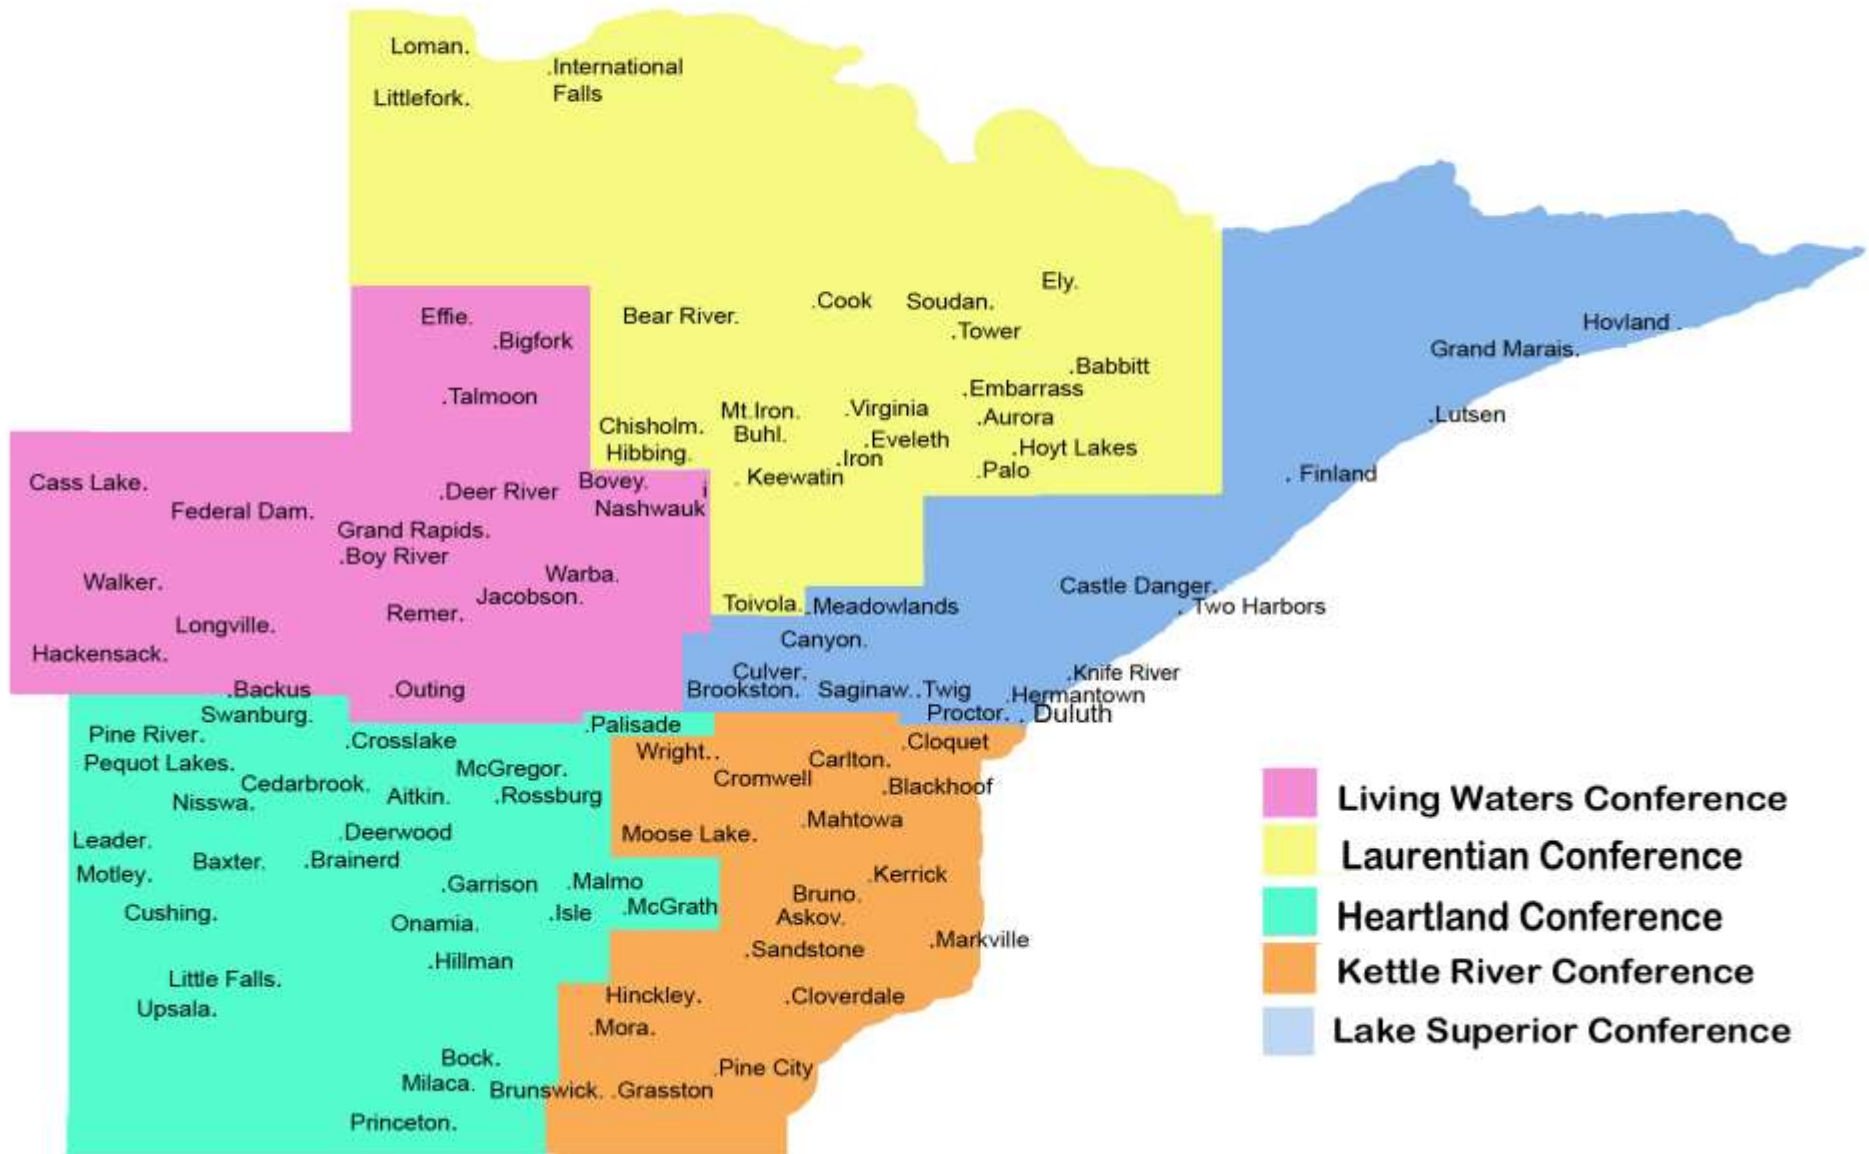 Loman.
.International
Falls
Littlefork.
Ely.
.Cook
Soudan.
Effie.
Bear River.
Hovland .
.Tower
.Bigfork
Grand Marais.
.Babbitt
.Embarrass
.Talmoon
Mt.Iron.
.Virginia
.Aurora
.Lutsen
Chisholm.
Buhl.
.Eveleth
.Hoyt Lakes
Hibbing.
.Iron
.Palo
. Finland
. Keewatin
Cass Lake.
Bovey.
i
.Deer River
Federal Dam.
Nashwauk
Grand Rapids.
.Boy River
Warba.
Walker.
Castle Danger.
Jacobson.
Toivola.
.Meadowlands
. Two Harbors
Remer.
Longville.
Canyon.
Hackensack.
Culver.
.Knife River
.Backus
.Outing
Brookston.
Saginaw.
.Twig
.Hermantown
Swanburg.
Proctor.
. Duluth
.Palisade
Pine River.
.Crosslake
.Cloquet
Wright..
Pequot Lakes.
McGregor.
Carlton.
Cromwell
Cedarbrook.
.Blackhoof
Nisswa.
Aitkin.
.Rossburg
Living Waters Conference
.Mahtowa
Leader.
.Deerwood
Moose Lake.
Baxter.
.Brainerd
Laurentian Conference
Motley.
.Kerrick
.Garrison
.Malmo
Bruno.
Cushing.
.Isle
.McGrath
Askov.
Heartland Conference
Onamia.
.Markville
.Sandstone
.Hillman
Little Falls.
Kettle River Conference
Hinckley.
.Cloverdale
Upsala.
.Mora.
Lake Superior Conference
Bock.
.Pine City
Milaca.
Brunswick.
.Grasston
Princeton.